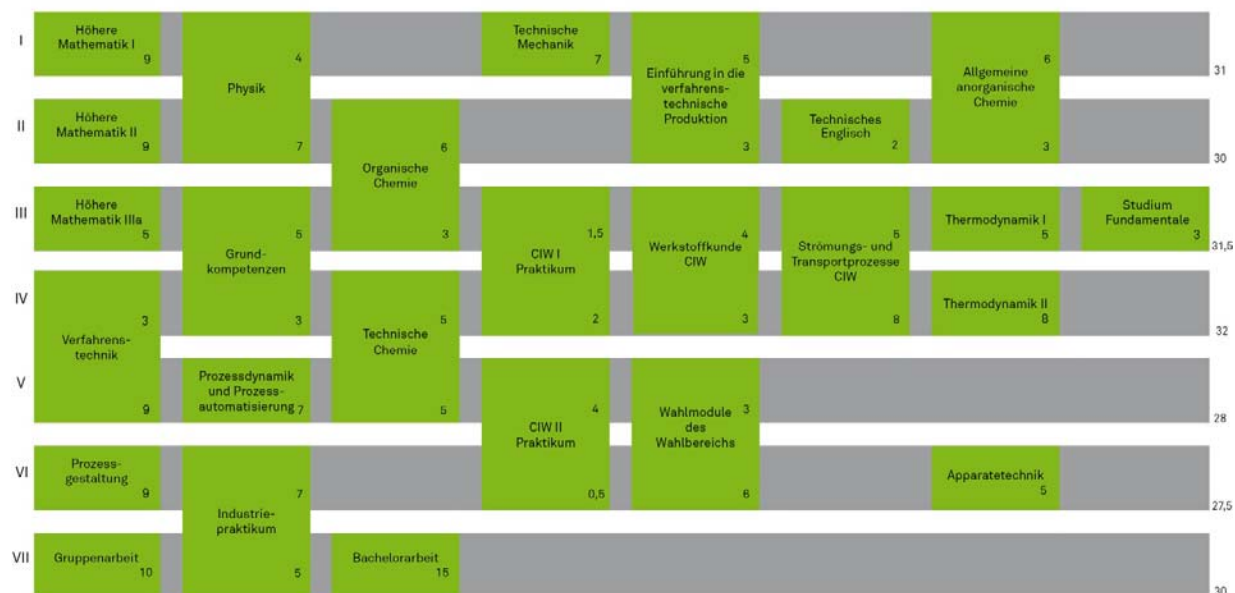 I
Höhere
Mathematik I
9
4
Physik
7
Technische
Mechanik
7
5
Einführung in die
verfahrens-
technische
Produktion
3
6
Allgemeine
anorganische
Chemie
3
31
II
Höhere
Mathematik II
9
6
Organische
Chemie
3
Technisches
Englisch
2
30
III
Höhere
Mathematik IIIa
5
5
Grund-
kompetenzen
3
1,5
CIW I
Praktikum
2
4
Werkstoffkunde
CIW
3
5
Strömungs- und
Transportprozesse
CIW
8
Thermodynamik I
5
Studium
Fundamentale
3
31,5
IV
3
Verfahrens-
technik
9
5
Technische
Chemie
5
Thermodynamik II
8
32
V
Prozessdynamik
und Prozess-
automatisierung 7
4
CIW II
Praktikum
0,5
3
Wahlmodule
des
Wahlbereichs
6
28
VI
Prozess-
gestaltung
9
7
Industrie-
praktikum
5
Apparatetechnik
5
27,5
VII
Gruppenarbeit
10
Bachelorarbeit
15
30